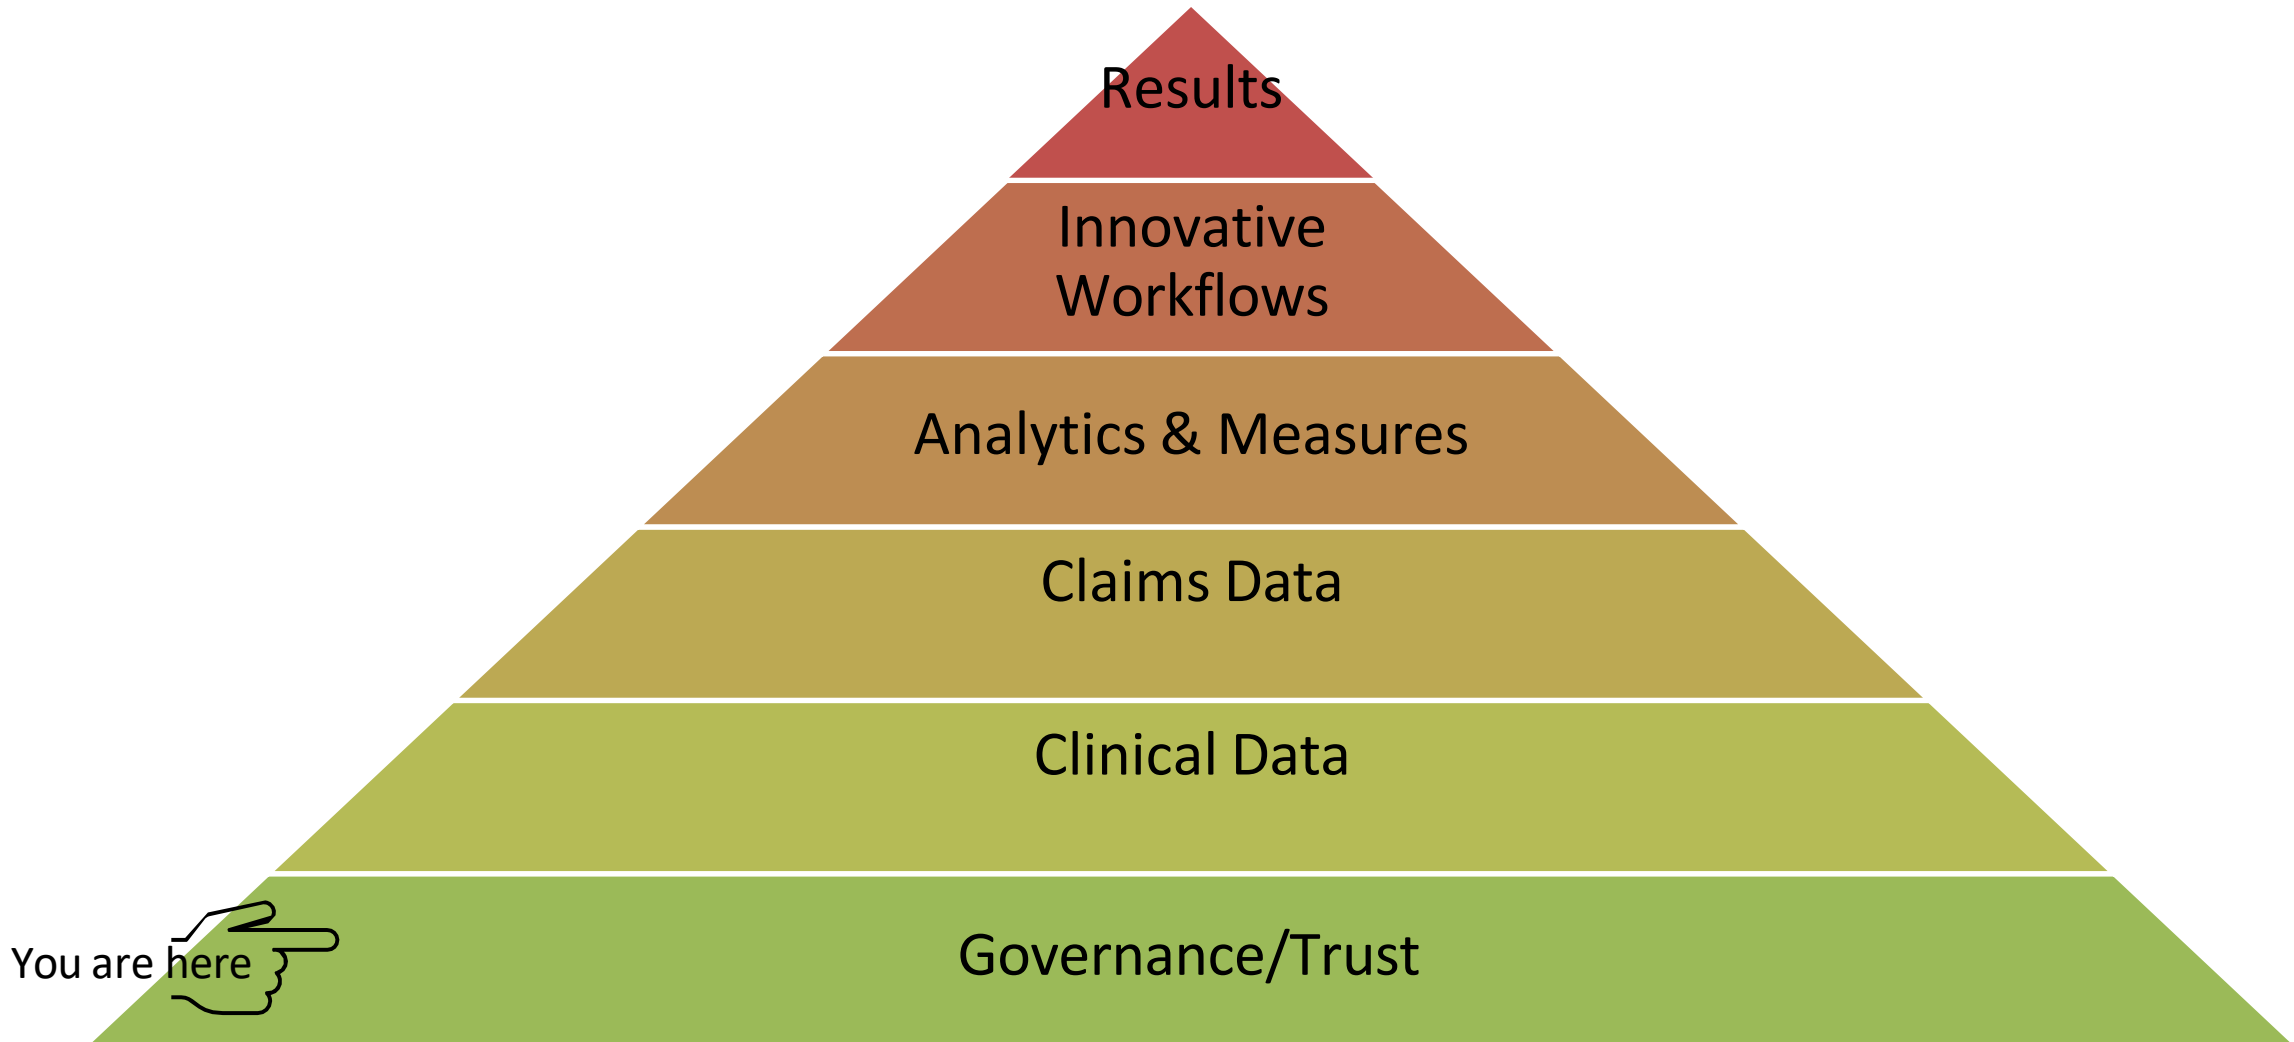 Results
Innovative
Workflows
Analytics & Measures
Claims Data
Clinical Data
Governance/Trust
You are here